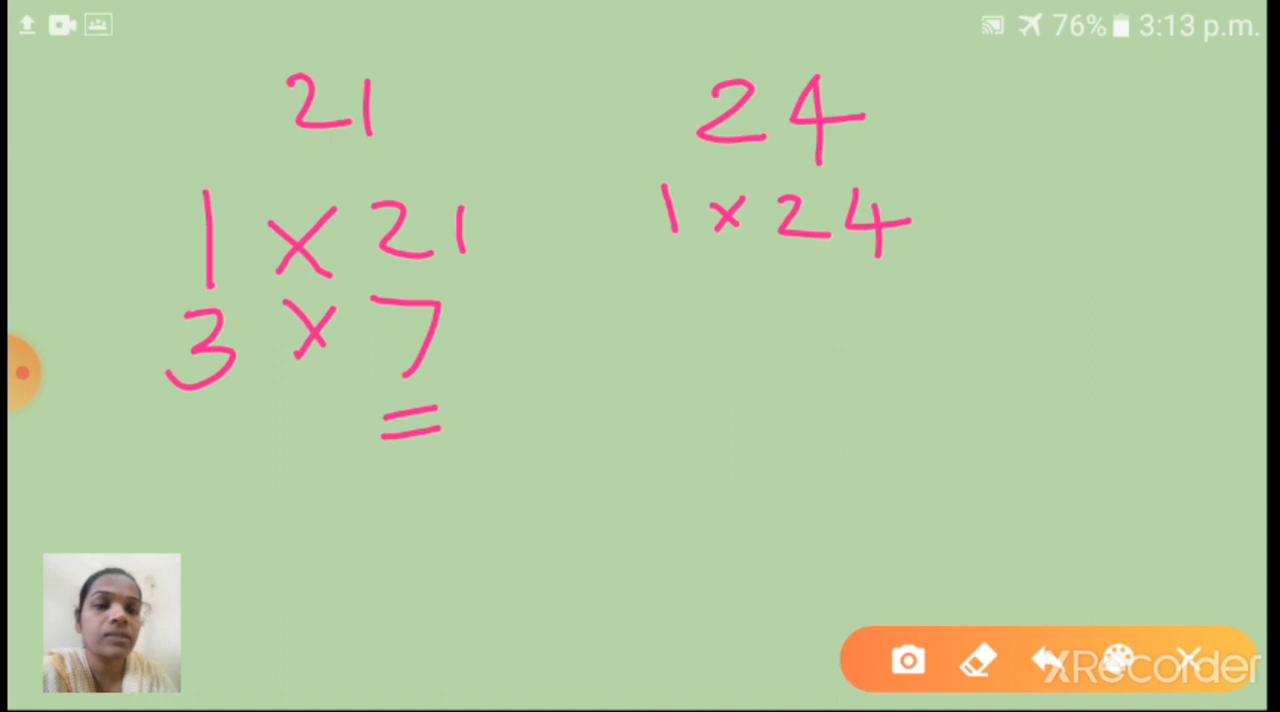 76% 3:13 p.m.
21
1 x 21
3 x 7
=
24
1 x 24
XRecorder